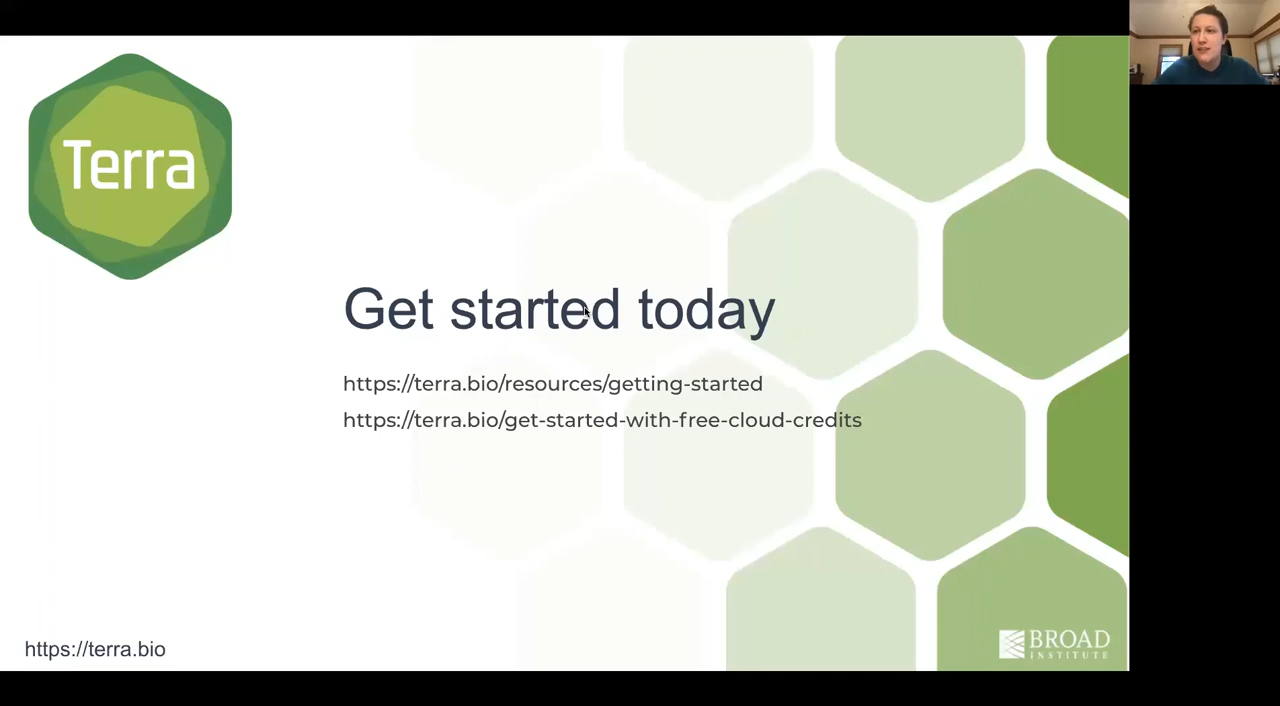 Terra
Get started today
https://terra.bio/resources/getting-started
https://terra.bio/get-started-with-free-cloud-credits
https://terra.bio
BROAD
INSTITUTE